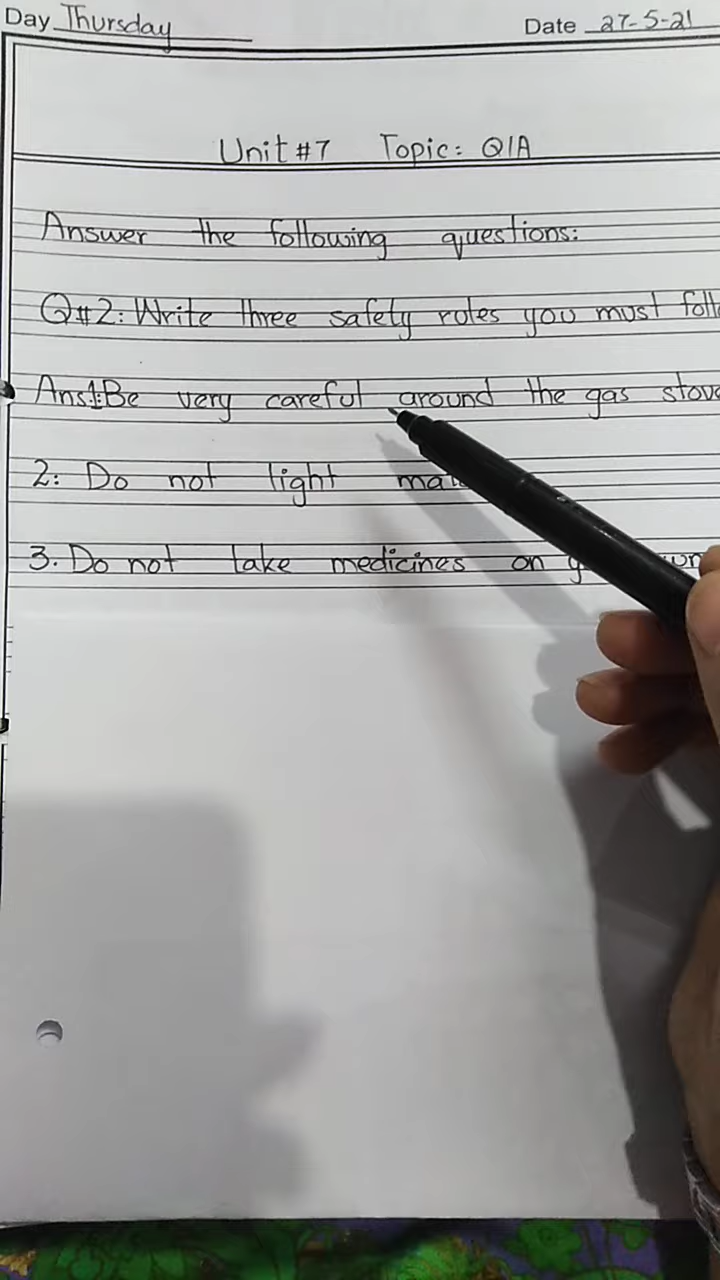 Day Thursday Date 27-5-21
Unit #7 Topic: Q/A
Answer the following questions:
Q#2: Write three safety rules you must
Ans1:Be very careful around the gas
2: Do not light
3. Do not take medicines on